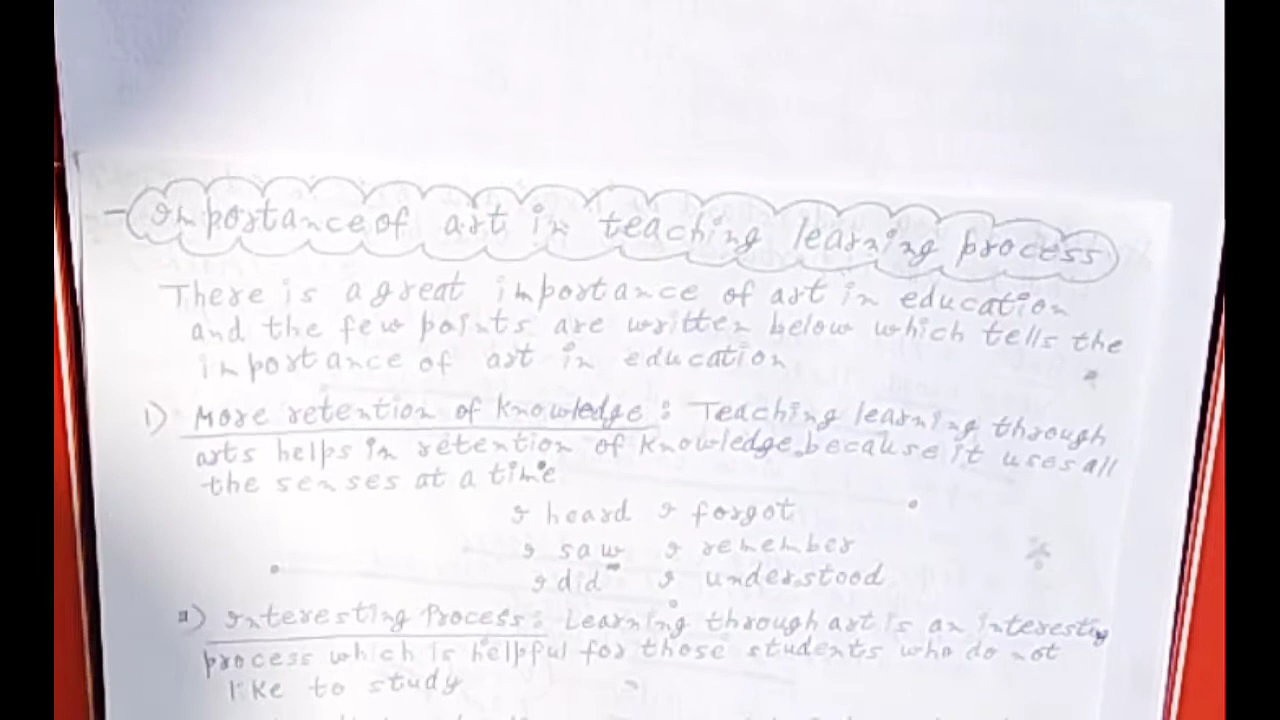 - Importance of art in teaching learning process
There is a great importance of art in education
and the few points are written below which tells the
importance of art in education
i) More retention of knowledge : Teaching learning through
arts helps in retention of knowledge because it uses all
the senses at a time
I heard I forgot
I saw I remember
I did I understood
ii) Interesting Process: Learning through art is an interesting
process which is helpful for those students who do not
like to study